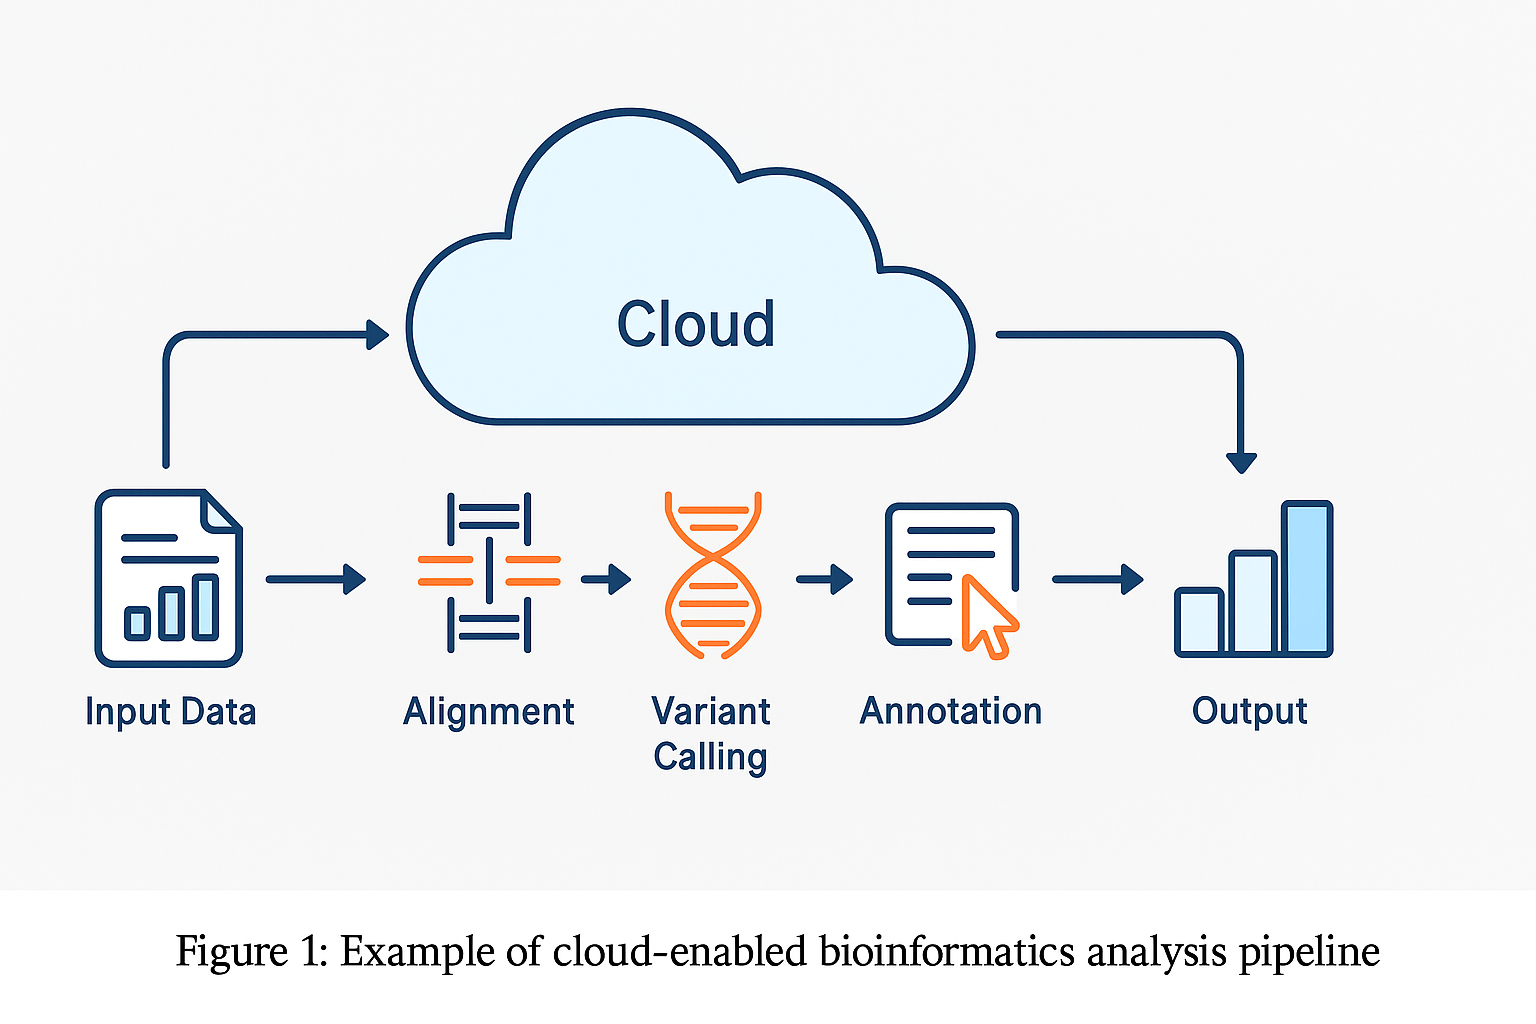 Cloud
Input Data
Alignment
Variant
Calling
Annotation
Output
Figure 1: Example of cloud-enabled bioinformatics analysis pipeline